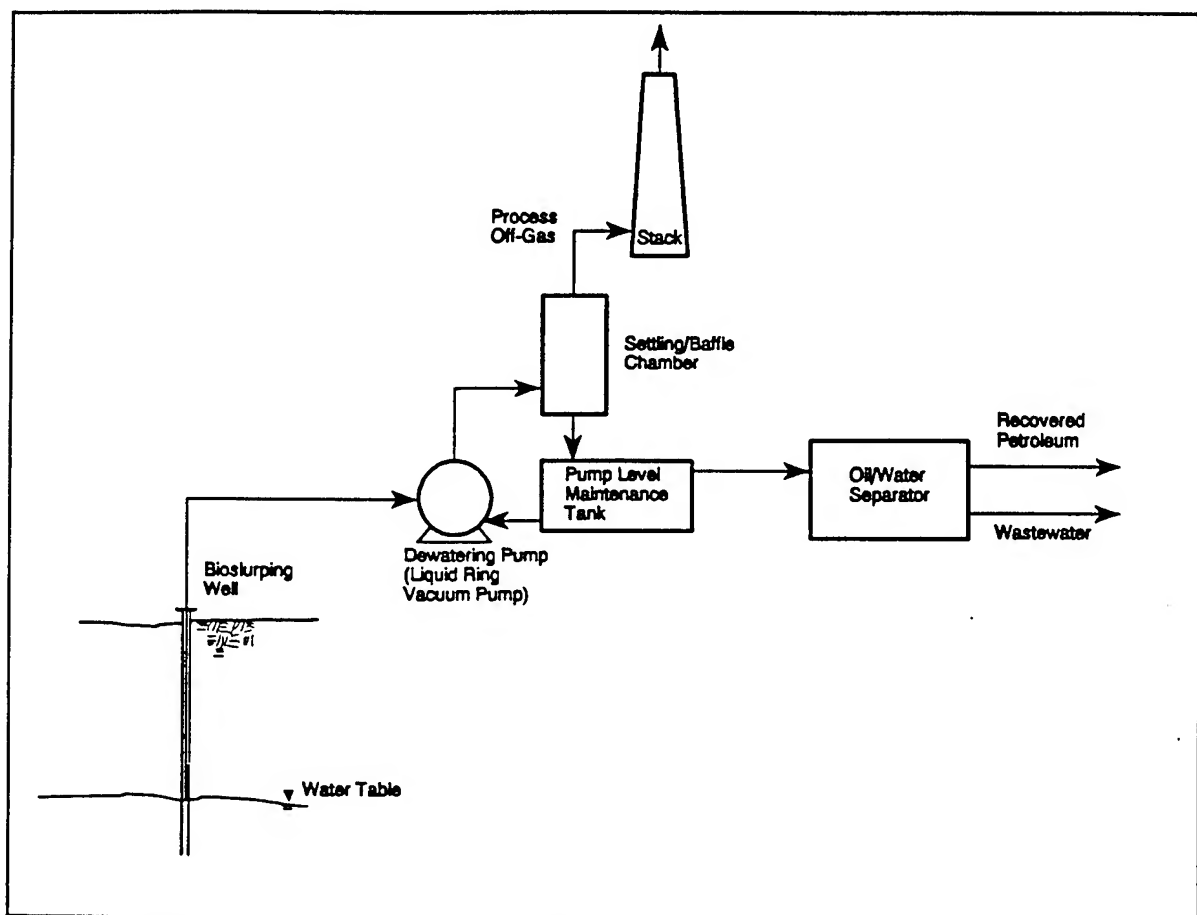 Process
Off-Gas
Stack
Settling/Baffle
Chamber
Recovered
Petroleum
Pump Level
Maintenance
Tank
Oil/Water
Separator
Wastewater
Dewatering Pump
(Liquid Ring
Vacuum Pump)
Bioslurping
Well
Water Table